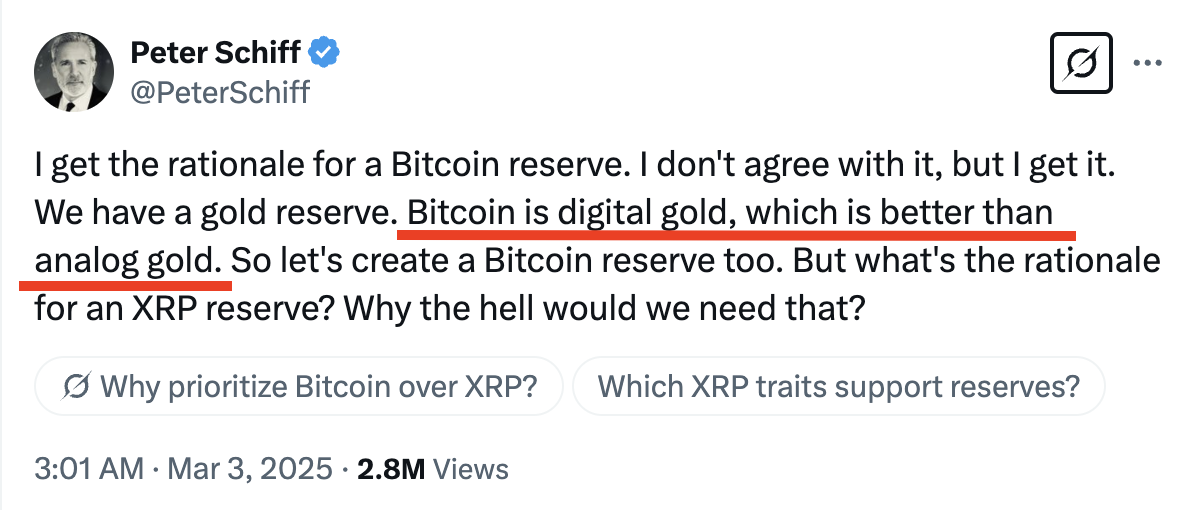 Peter Schiff
@PeterSchiff
I get the rationale for a Bitcoin reserve. I don't agree with it, but I get it.
We have a gold reserve. Bitcoin is digital gold, which is better than
analog gold. So let's create a Bitcoin reserve too. But what's the rationale
for an XRP reserve? Why the hell would we need that?
Why prioritize Bitcoin over XRP? Which XRP traits support reserves?
3:01 AM · Mar 3, 2025 · 2.8M Views